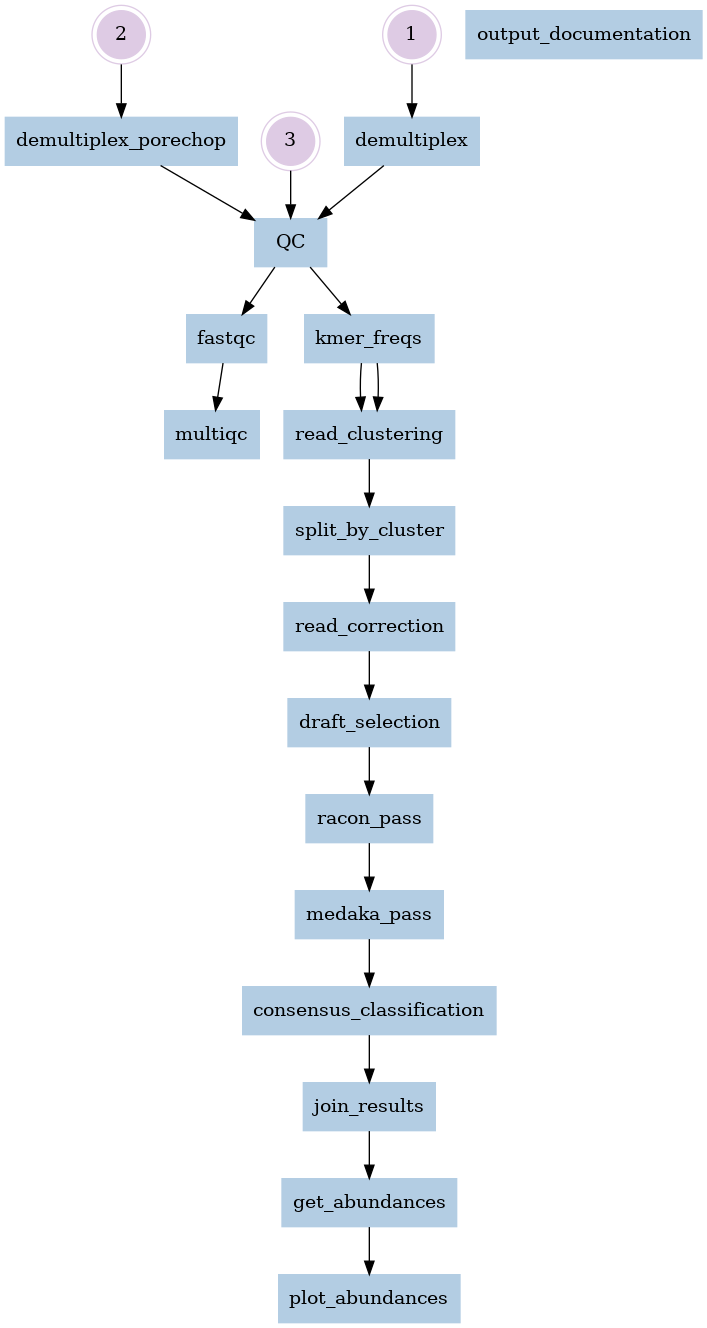 2
1
output_documentation
demultiplex_porechop
3
demultiplex
QC
fastqc
kmer_freqs
multiqc
read_clustering
split_by_cluster
read_correction
draft_selection
racon_pass
medaka_pass
consensus_classification
join_results
get_abundances
plot_abundances